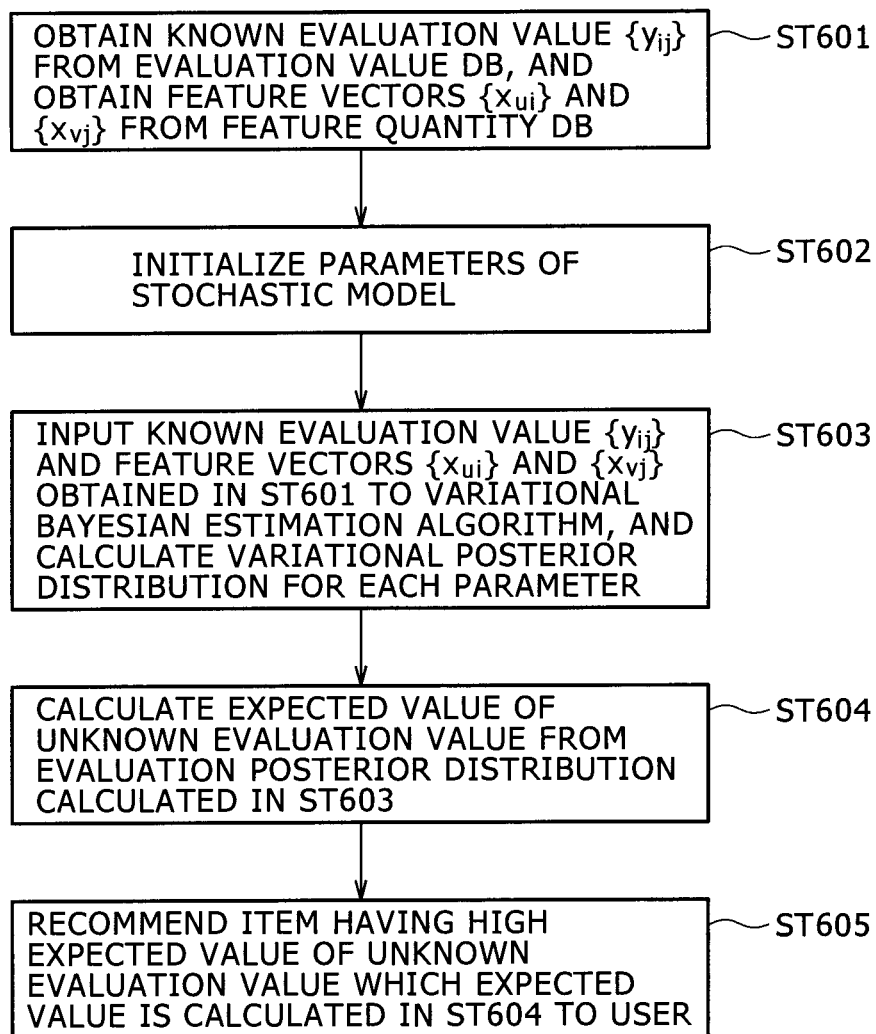 OBTAIN KNOWN EVALUATION VALUE {yij}
FROM EVALUATION VALUE DB, AND
OBTAIN FEATURE VECTORS {xui} AND
{xvj} FROM FEATURE QUANTITY DB
ST601
INITIALIZE PARAMETERS OF
STOCHASTIC MODEL
ST602
INPUT KNOWN EVALUATION VALUE {yij}
AND FEATURE VECTORS {xui} AND {xvj}
OBTAINED IN ST601 TO VARIATIONAL
BAYESIAN ESTIMATION ALGORITHM, AND
CALCULATE VARIATIONAL POSTERIOR
DISTRIBUTION FOR EACH PARAMETER
ST603
CALCULATE EXPECTED VALUE OF
UNKNOWN EVALUATION VALUE FROM
EVALUATION POSTERIOR DISTRIBUTION
CALCULATED IN ST603
ST604
RECOMMEND ITEM HAVING HIGH
EXPECTED VALUE OF UNKNOWN
EVALUATION VALUE WHICH EXPECTED
VALUE IS CALCULATED IN ST604 TO USER
ST605